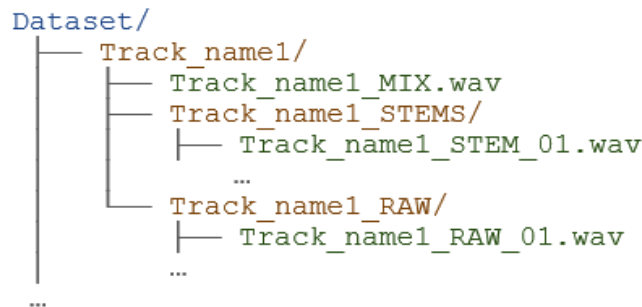 Dataset/
├── Track_name1/
├── Track_name1_MIX.wav
├── Track_name1_STEMS/
├── Track_name1_STEM_01.wav
…
└── Track_name1_RAW/
├── Track_name1_RAW_01.wav
…
…